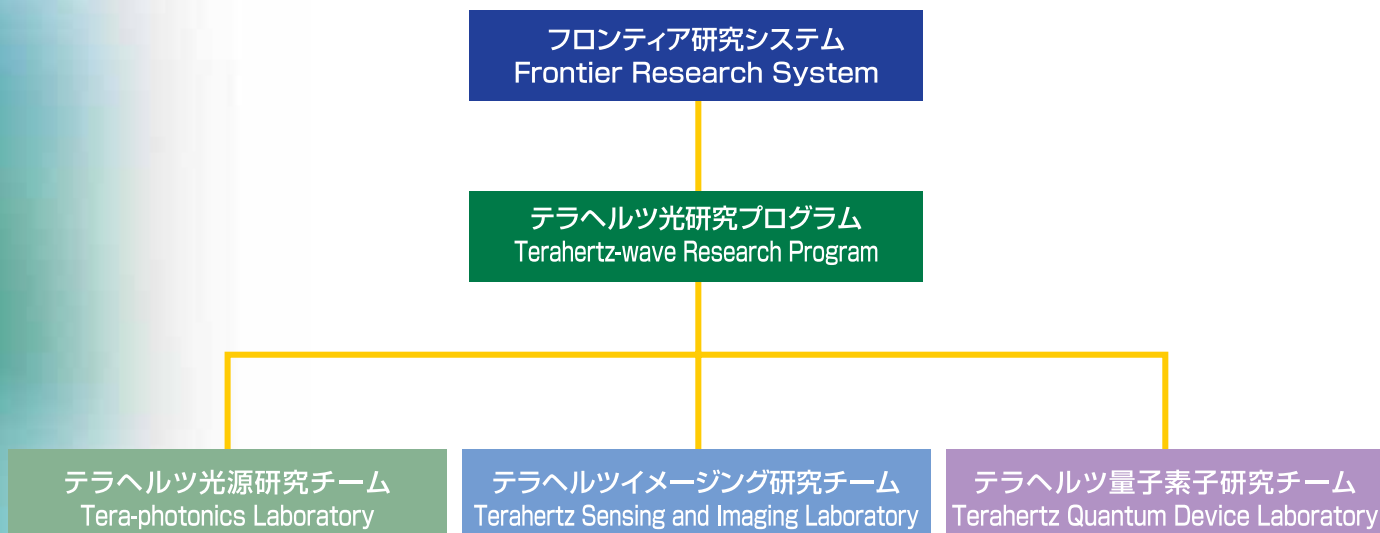 フロンティア研究システム
Frontier Research System
テラヘルツ光研究プログラム
Terahertz-wave Research Program
テラヘルツ光源研究チーム
Tera-photonics Laboratory
テラヘルツイメージング研究チーム
Terahertz Sensing and Imaging Laboratory
テラヘルツ量子素子研究チーム
Terahertz Quantum Device Laboratory